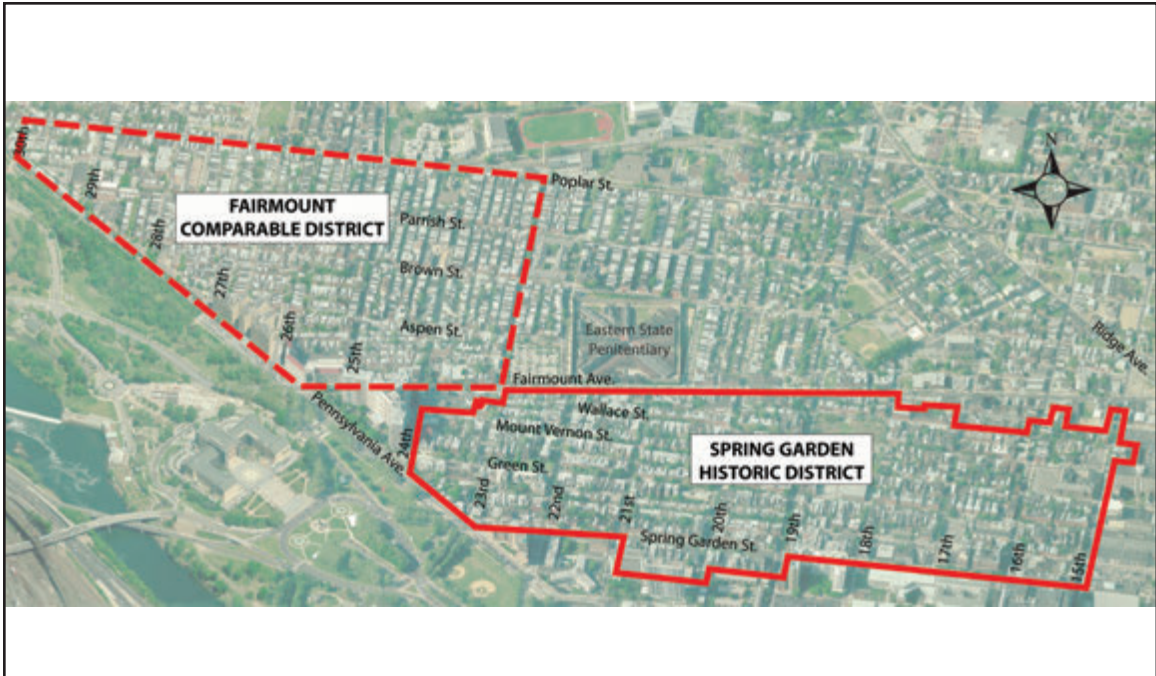 N
30th
Poplar St.
29th
FAIRMOUNT
COMPARABLE DISTRICT
Parrish St.
28th
Brown St.
27th
26th
Aspen St.
25th
Eastern State
Penitentiary
Ridge Ave.
Fairmount Ave.
Pennsylvania Ave.
24th
Wallace St.
Mount Vernon St.
SPRING GARDEN
HISTORIC DISTRICT
Green St.
23rd
22nd
21st
20th
19th
Spring Garden St.
18th
17th
16th
15th